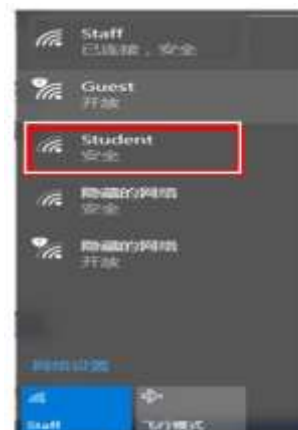 Staff
已连接，安全
Guest
开放
Student
安全
隐藏的网络
安全
隐藏的网络
开放
网络设置
Staff
飞行模式